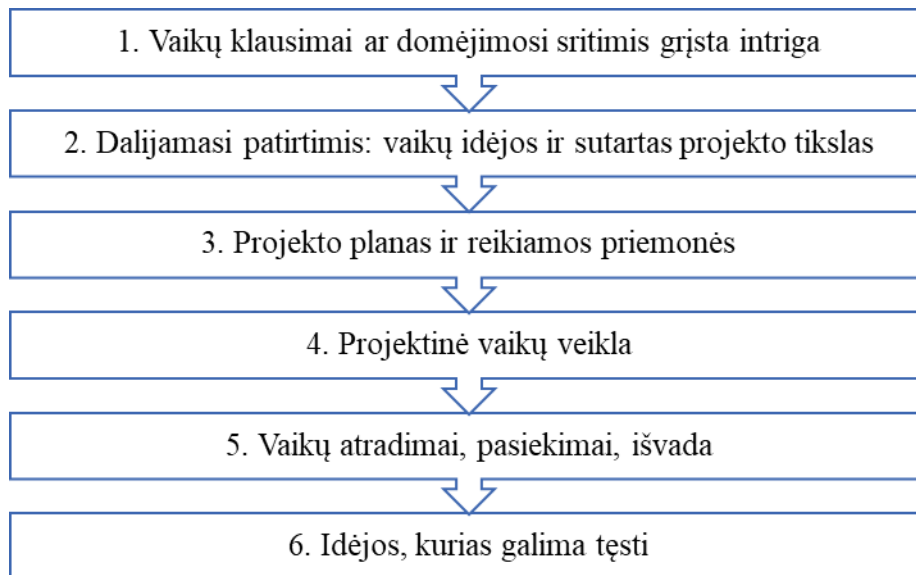 1. Vaikų klausimai ar domėjimosi sritimis grįsta intriga
2. Dalijamasi patirtimis: vaikų idėjos ir sutartas projekto tikslas
3. Projekto planas ir reikiamos priemonės
4. Projektinė vaikų veikla
5. Vaikų atradimai, pasiekimai, išvada
6. Idėjos, kurias galima tęsti